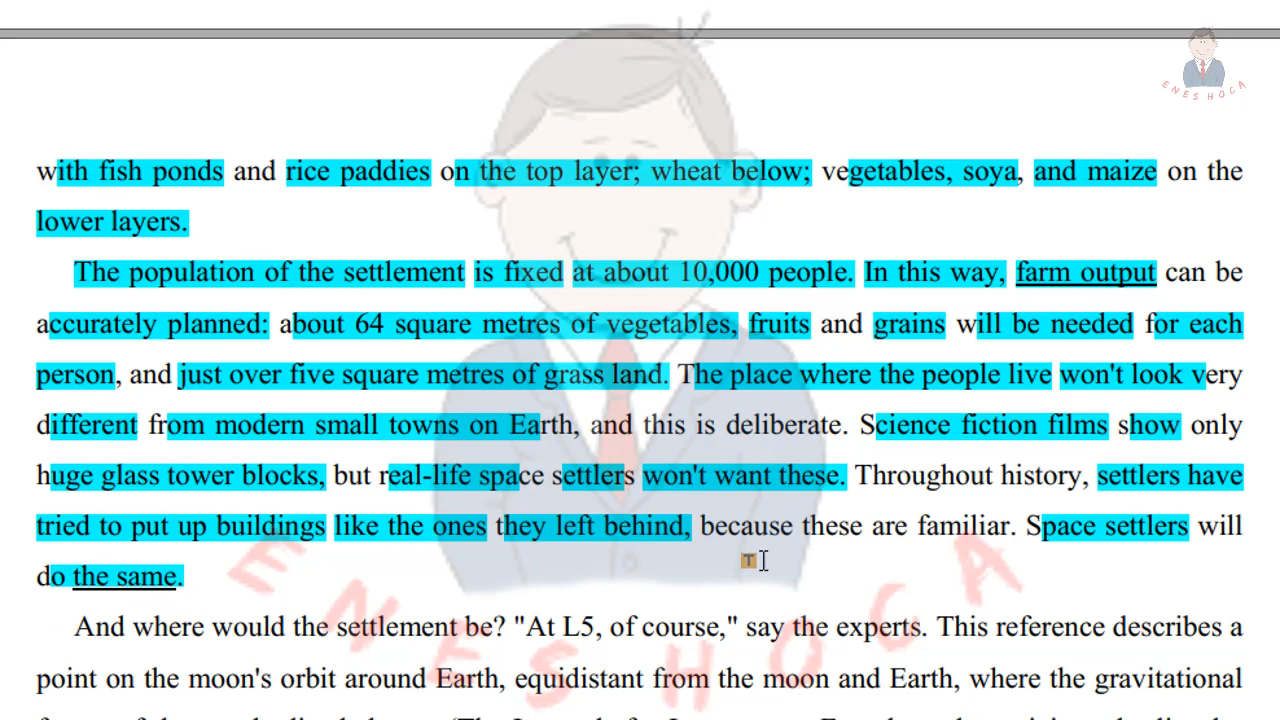 ENES HOCA
with fish ponds and rice paddies on the top layer; wheat below; vegetables, soya, and maize on the
lower layers.
The population of the settlement is fixed at about 10,000 people. In this way, farm output can be
accurately planned: about 64 square metres of vegetables, fruits and grains will be needed for each
person, and just over five square metres of grass land. The place where the people live won't look very
different from modern small towns on Earth, and this is deliberate. Science fiction films show only
huge glass tower blocks, but real-life space settlers won't want these. Throughout history, settlers have
tried to put up buildings like the ones they left behind, because these are familiar. Space settlers will
do the same.
T
ENES HOCA
And where would the settlement be? "At L5, of course," say the experts. This reference describes a
point on the moon's orbit around Earth, equidistant from the moon and Earth, where the gravitational